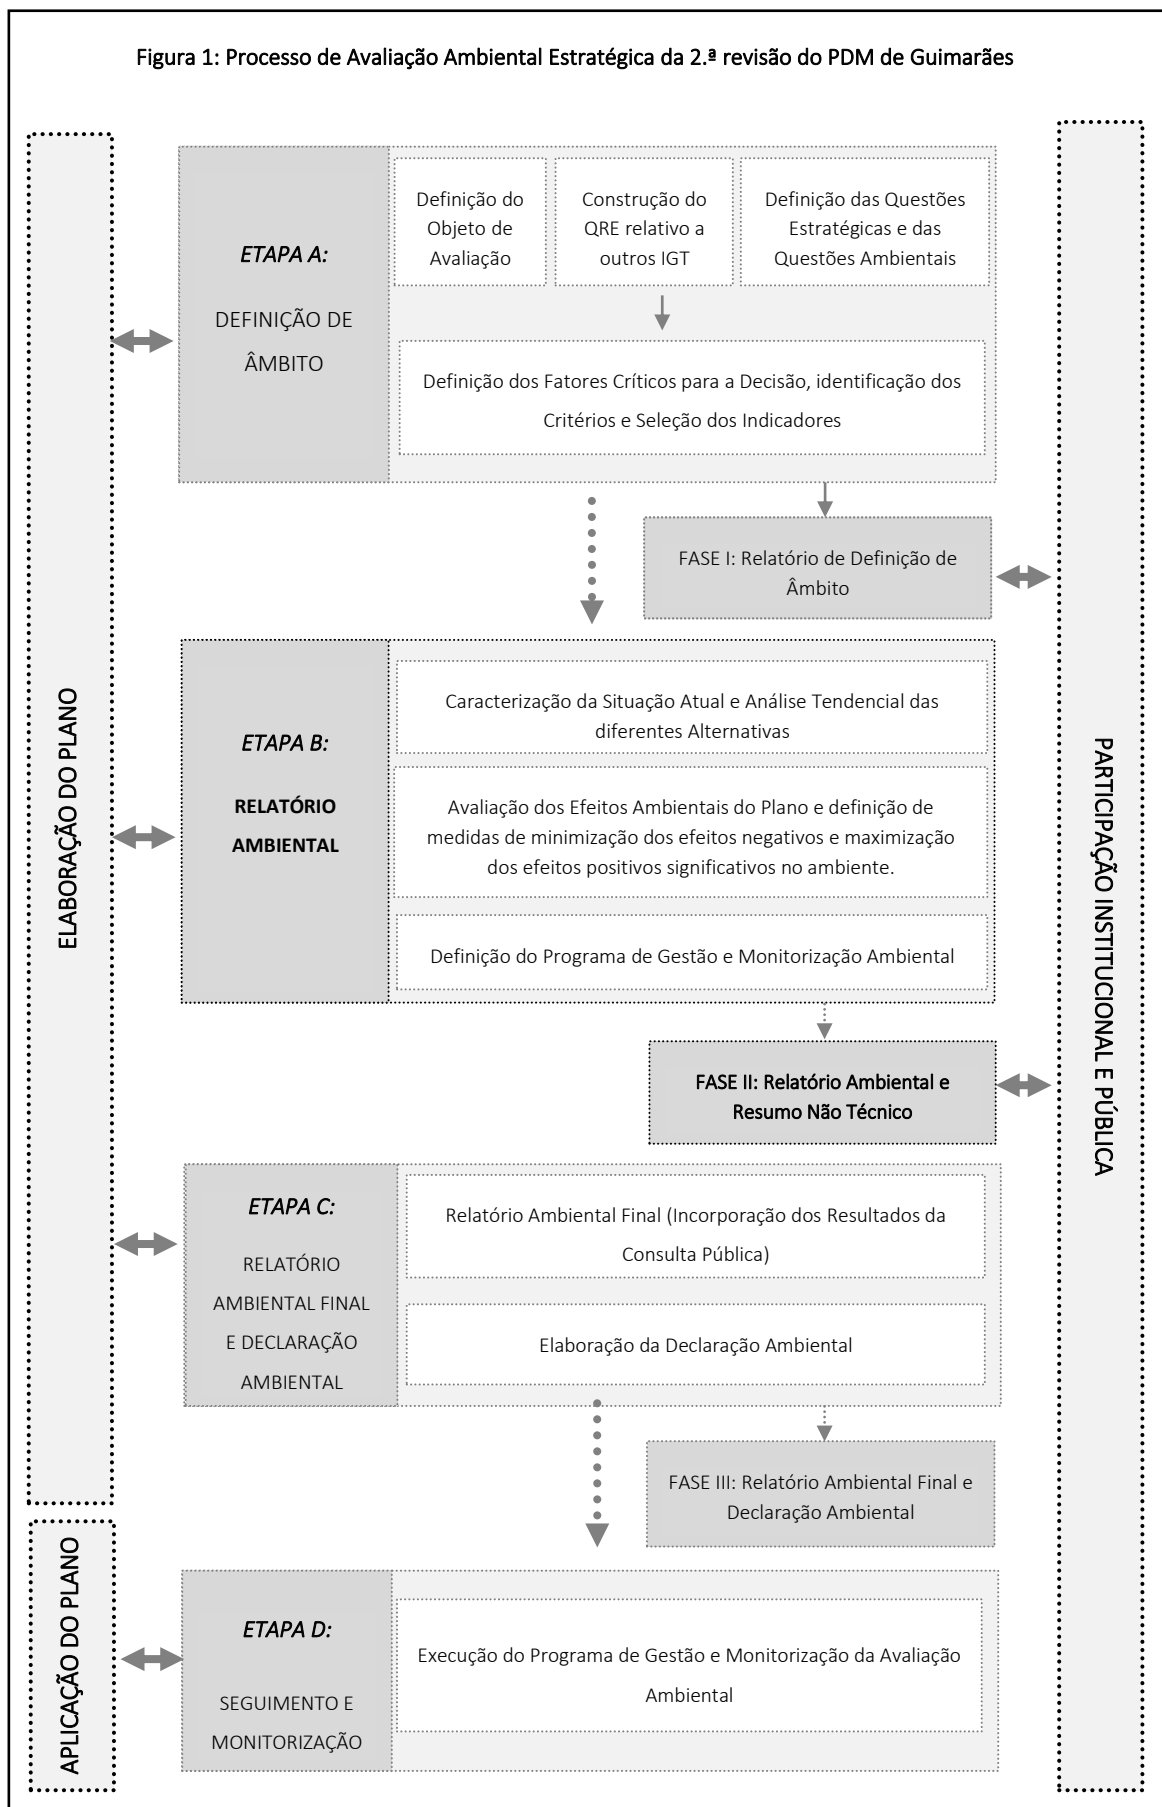 Figura 1: Processo de Avaliação Ambiental Estratégica da 2.ª revisão do PDM de Guimarães
ELABORAÇÃO DO PLANO
APLICAÇÃO DO PLANO
PARTICIPAÇÃO INSTITUCIONAL E PÚBLICA
ETAPA A:
DEFINIÇÃO DE
ÂMBITO
Definição do
Objeto de
Avaliação
Construção do
QRE relativo a
outros IGT
Definição das Questões
Estratégicas e das
Questões Ambientais
Definição dos Fatores Críticos para a Decisão, identificação dos
Critérios e Seleção dos Indicadores
FASE I: Relatório de Definição de
Âmbito
ETAPA B:
RELATÓRIO
AMBIENTAL
Caracterização da Situação Atual e Análise Tendencial das
diferentes Alternativas
Avaliação dos Efeitos Ambientais do Plano e definição de
medidas de minimização dos efeitos negativos e maximização
dos efeitos positivos significativos no ambiente.
Definição do Programa de Gestão e Monitorização Ambiental
FASE II: Relatório Ambiental e
Resumo Não Técnico
ETAPA C:
RELATÓRIO
AMBIENTAL FINAL
E DECLARAÇÃO
AMBIENTAL
Relatório Ambiental Final (Incorporação dos Resultados da
Consulta Pública)
Elaboração da Declaração Ambiental
FASE III: Relatório Ambiental Final e
Declaração Ambiental
ETAPA D:
SEGUIMENTO E
MONITORIZAÇÃO
Execução do Programa de Gestão e Monitorização da Avaliação
Ambiental